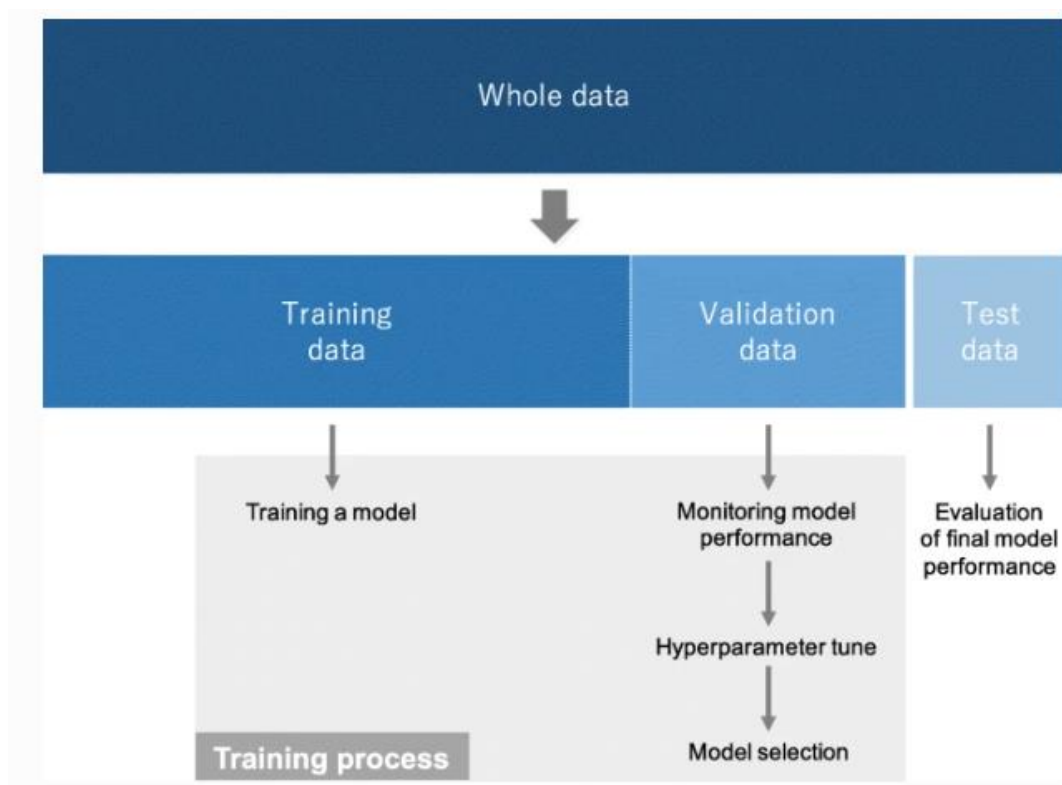 Whole data
Training
data
Validation
data
Test
data
Training a model
Monitoring model
performance
Hyperparameter tune
Model selection
Evaluation
of final model
performance
Training process